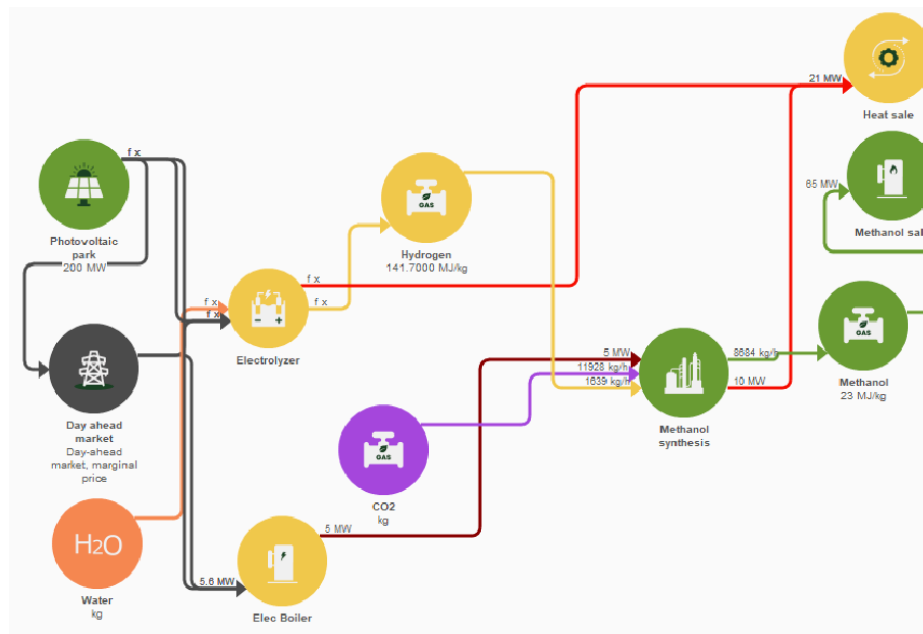 21 MW
Heat sale
f x
Photovoltaic
park
200 MW
GAS
Hydrogen
141.7000 MJ/kg
65 MW
Methanol sal
f x
f x
f x
f x
Electrolyzer
Day ahead
market
Day-ahead
market, marginal
price
5 MW
11928 kg/h
1639 kg/h
8684 kg/h
10 MW
Methanol
synthesis
GAS
Methanol
23 MJ/kg
GAS
CO2
kg
H2O
Water
kg
5 MW
5.6 MW
Elec Boiler